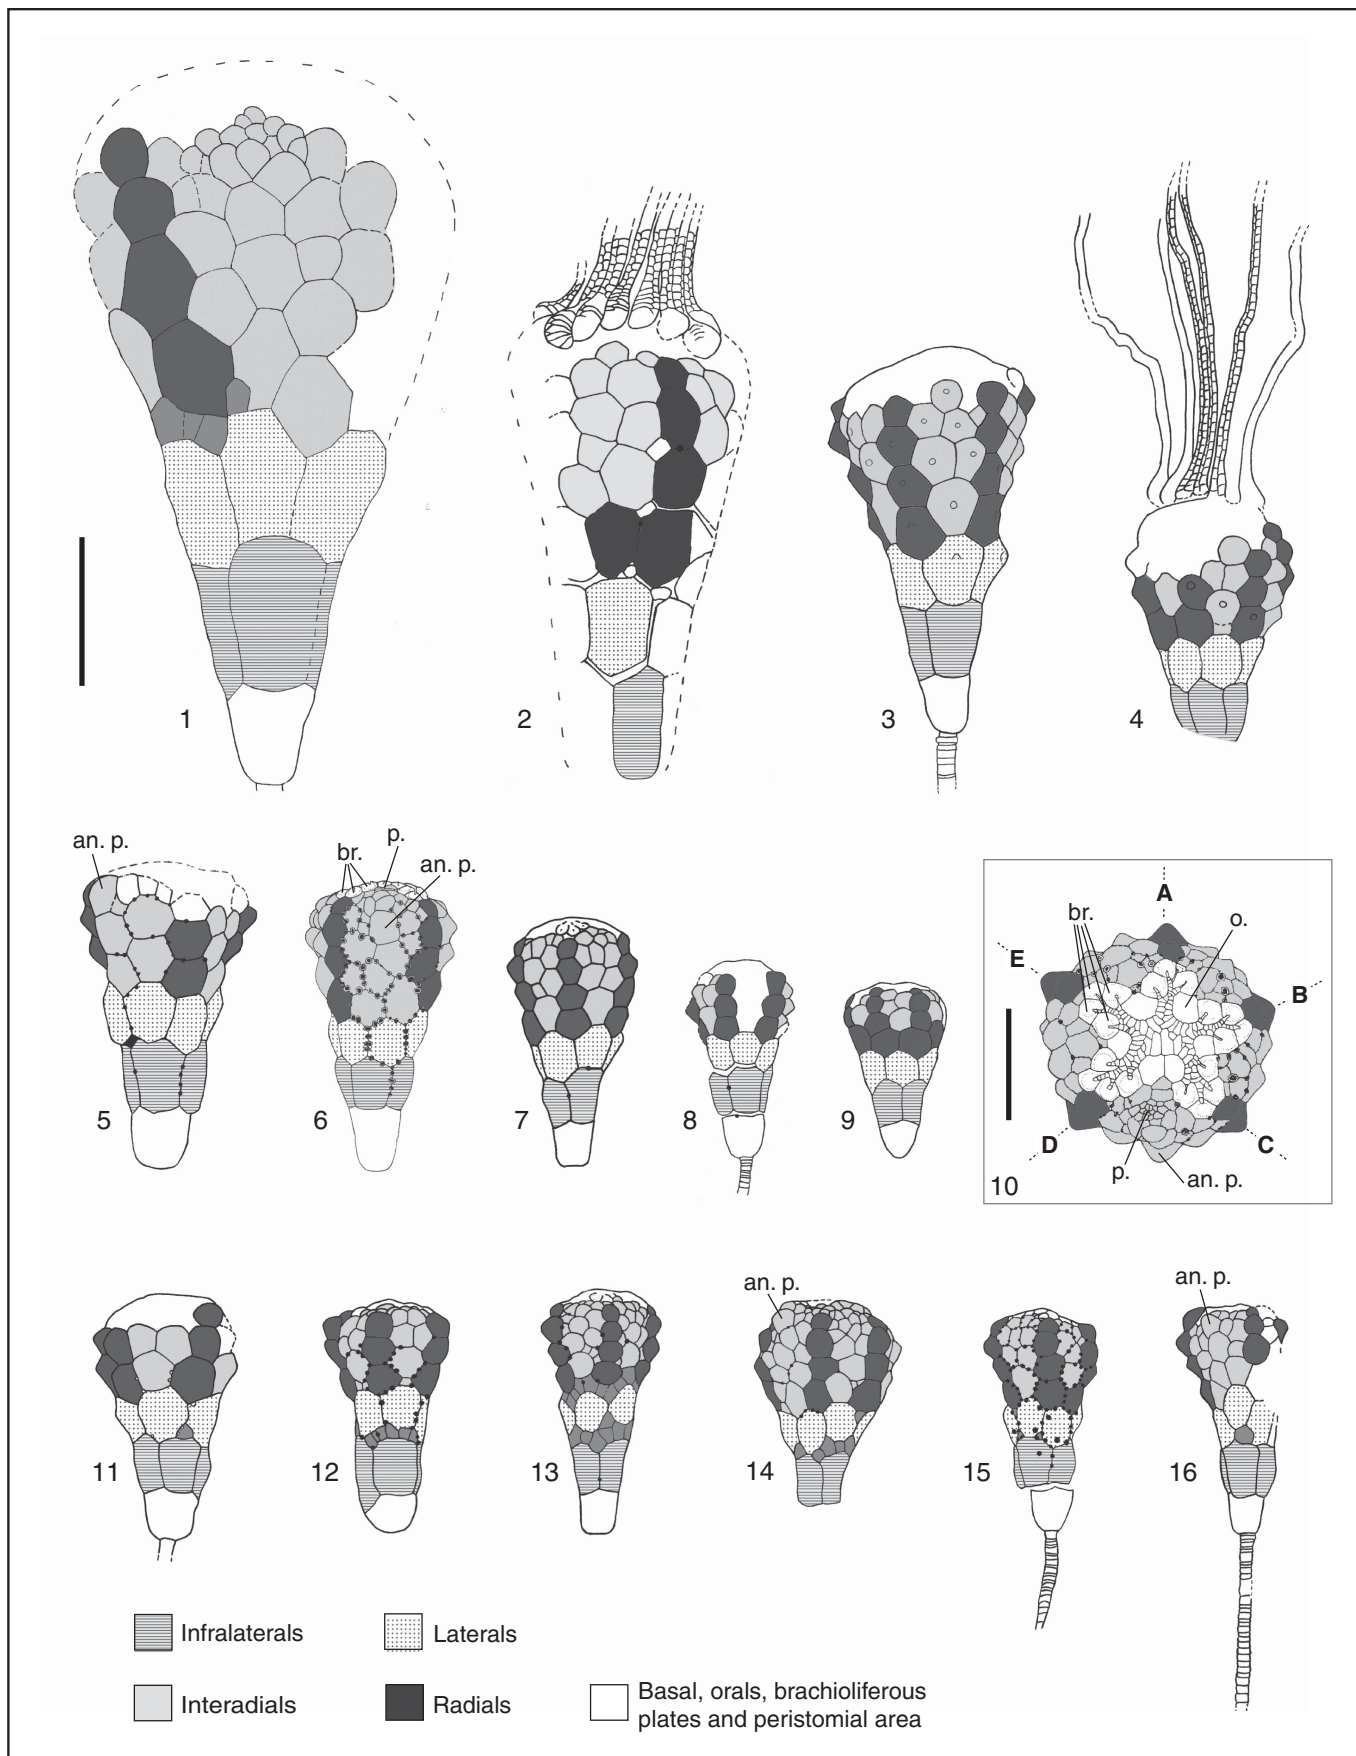 1
2
3
4
an. p.
br.
p.
an. p.
5
6
7
8
9
A
br.
o.
E
B
D
C
p.
an. p.
10
an. p.
an. p.
11
12
13
14
15
16
Infralaterals
Laterals
Interadials
Radials
Basal, orals, brachioliferous
plates and peristomial area